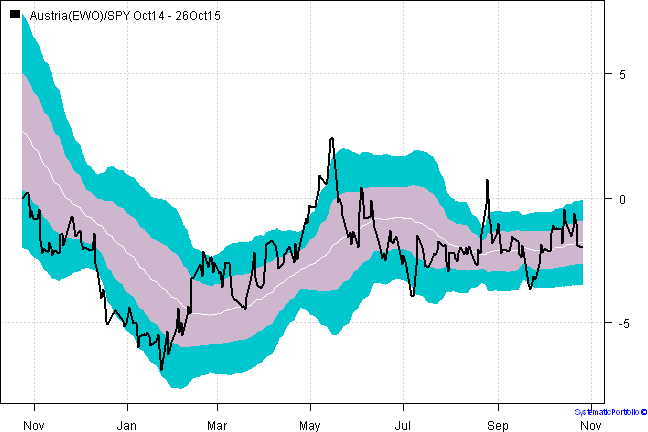 Austria(EWO)/SPY Oct14 - 26Oct15
5
0
-5
SystematicPortfolio ©
Nov Jan Mar May Jul Sep Nov